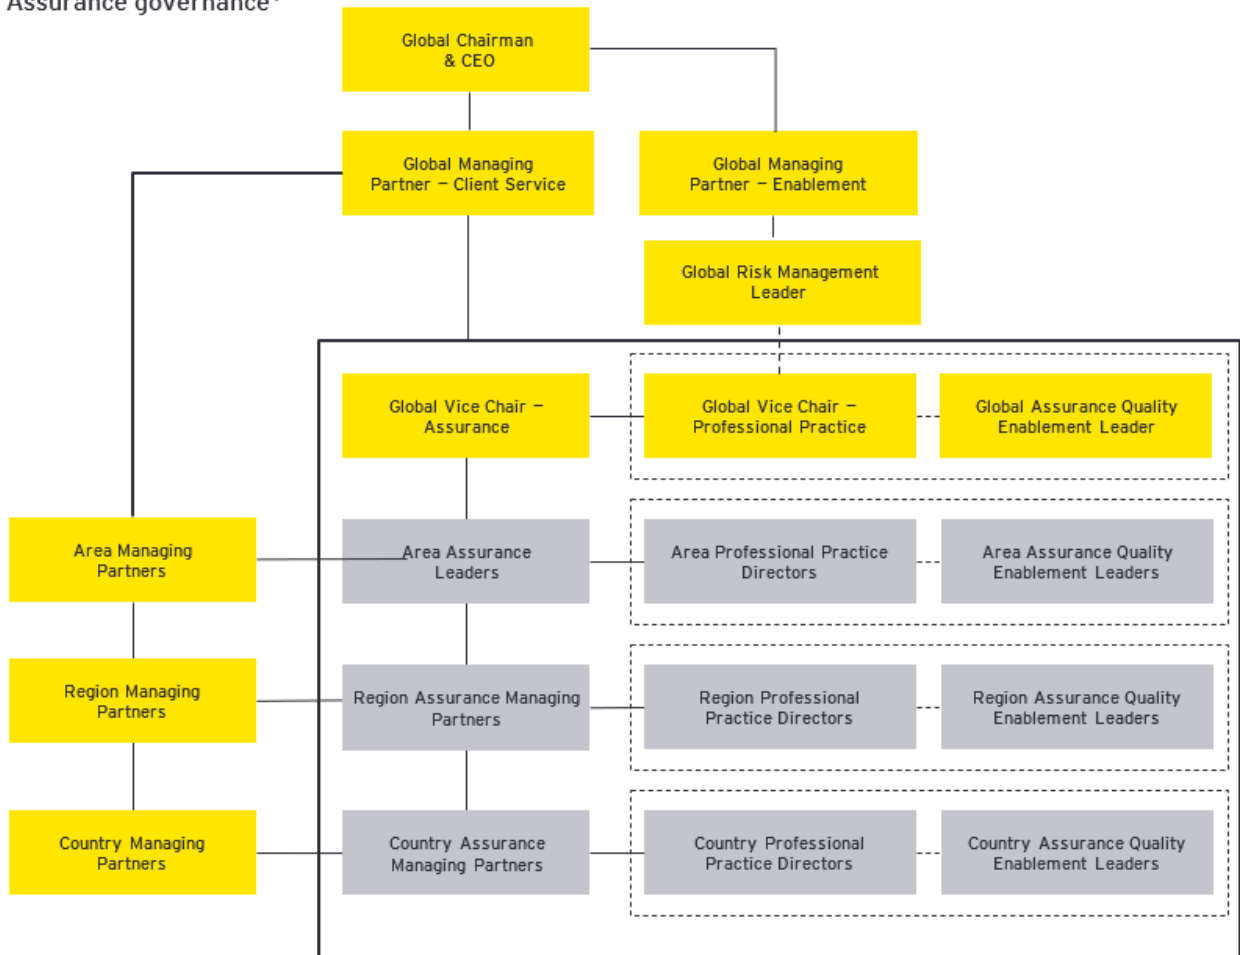 Assurance governance
Global Chairman
& CEO
Global Managing
Partner – Client Service
Global Managing
Partner – Enablement
Global Risk Management
Leader
Global Vice Chair –
Assurance
Global Vice Chair –
Professional Practice
Global Assurance Quality
Enablement Leader
Area Managing
Partners
Area Assurance
Leaders
Area Professional Practice
Directors
Area Assurance Quality
Enablement Leaders
Region Managing
Partners
Region Assurance Managing
Partners
Region Professional
Practice Directors
Region Assurance Quality
Enablement Leaders
Country Managing
Partners
Country Assurance
Managing Partners
Country Professional
Practice Directors
Country Assurance Quality
Enablement Leaders